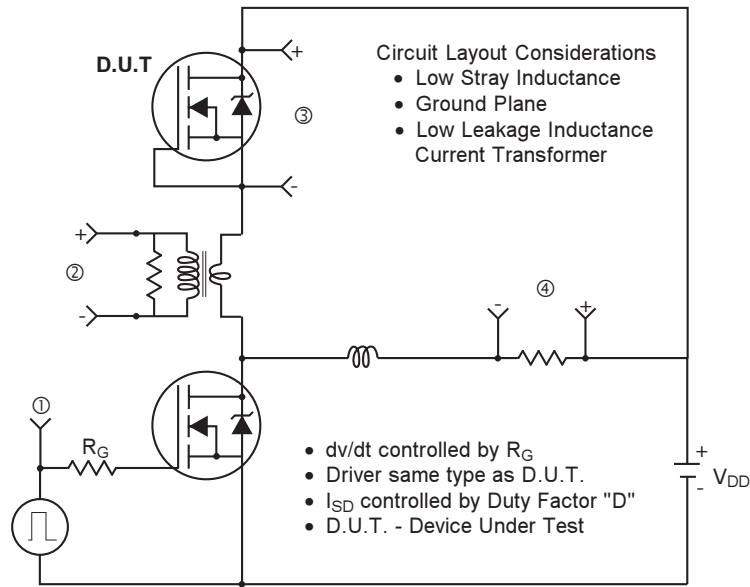 D.U.T
+
-
③
Circuit Layout Considerations
• Low Stray Inductance
• Ground Plane
• Low Leakage Inductance
Current Transformer
+
②
-
-
④
+
①
R_G
• dv/dt controlled by R_G
• Driver same type as D.U.T.
• I_SD controlled by Duty Factor "D"
• D.U.T. - Device Under Test
+
-
V_DD